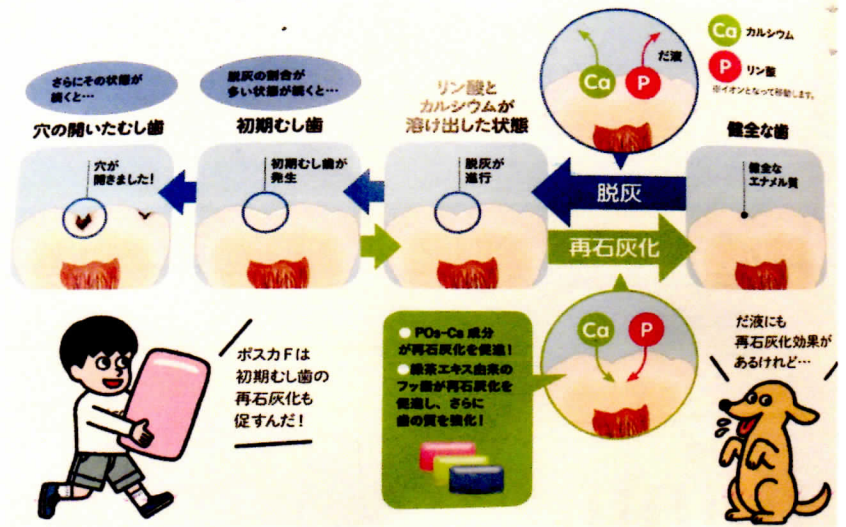 さらにその状態が
続くと…
穴の開いたむし歯
穴が
開きました!
脱灰の割合が
多い状態が続くと…
初期むし歯
初期むし歯が
発生
リン酸と
カルシウムが
溶け出した状態
脱灰が
進行
Ca
P
だ液
Ca カルシウム
P リン酸
※イオンとなって移動します。
健全な歯
健全な
エナメル質
脱灰
再石灰化
Ca
P
POs-Ca 成分
が再石灰化を促進!
緑茶エキス由来の
フッ素が再石灰化を
促進し、さらに
歯の質を強化!
ポスカFは
初期むし歯の
再石灰化も
促すんだ!
だ液にも
再石灰化効果が
あるけれど…